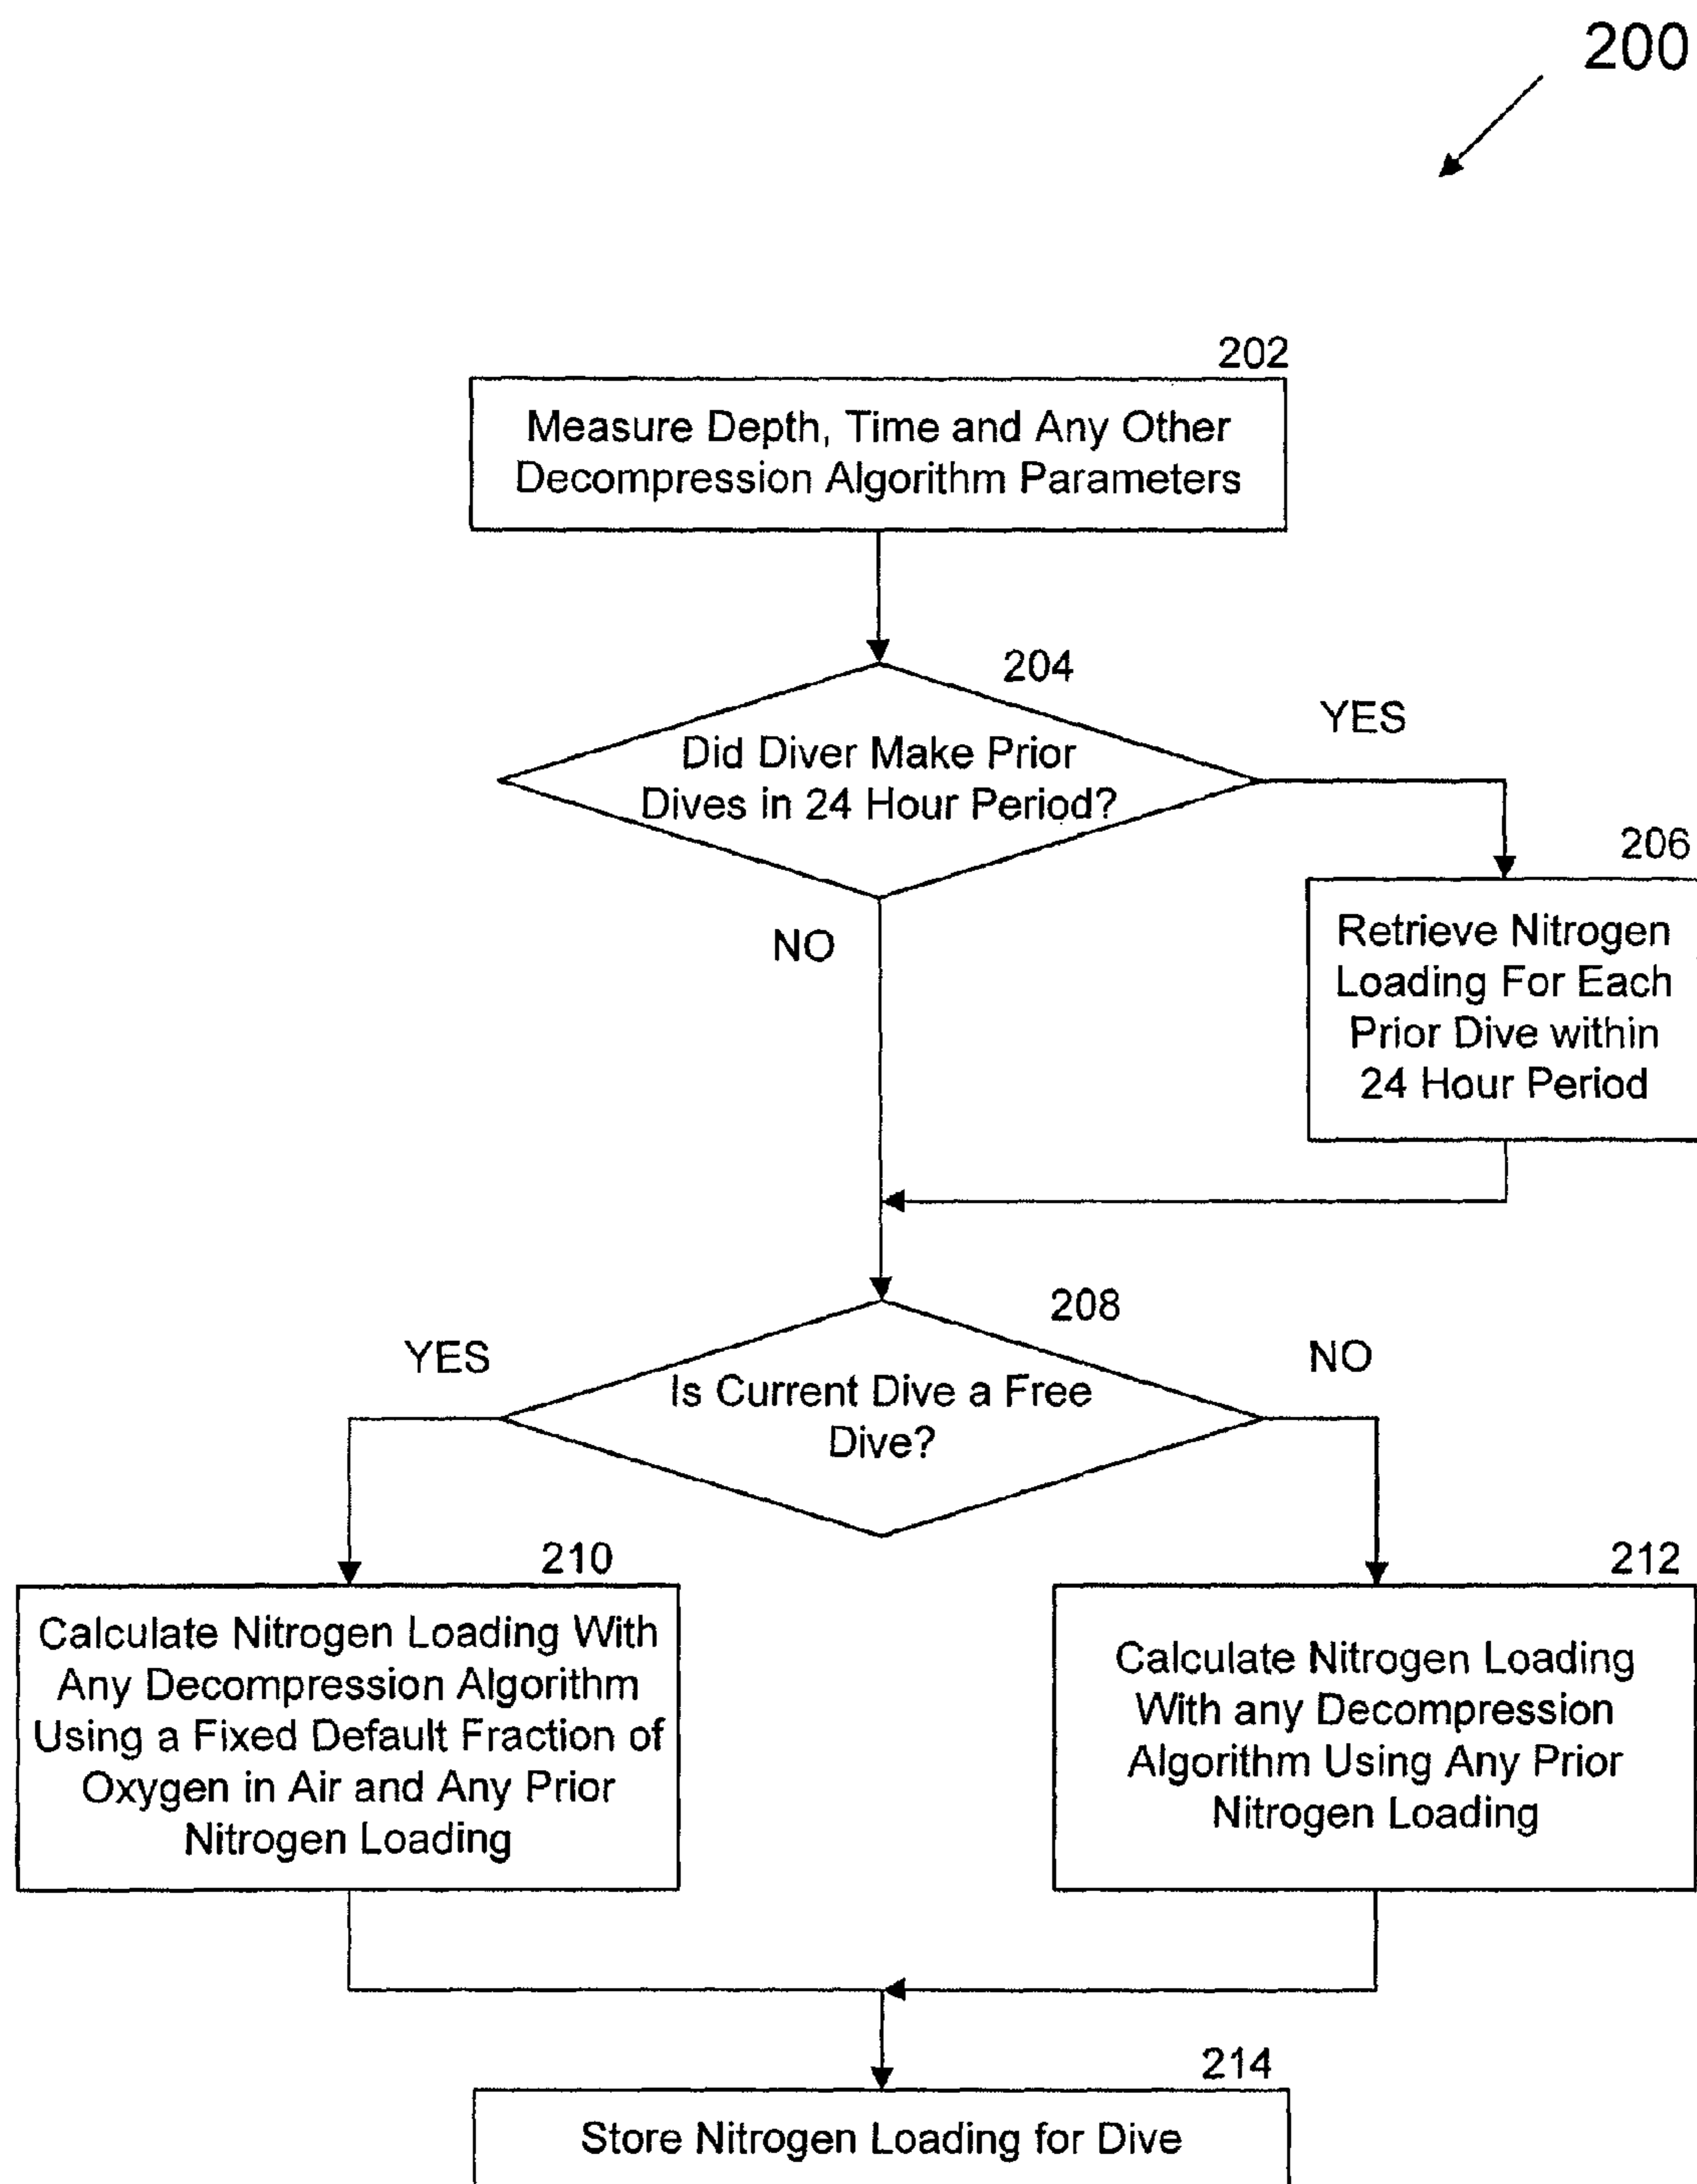 200
202
Measure Depth, Time and Any Other
Decompression Algorithm Parameters
204
YES
Did Diver Make Prior
Dives in 24 Hour Period?
NO
206
Retrieve Nitrogen
Loading For Each
Prior Dive within
24 Hour Period
208
YES
NO
Is Current Dive a Free
Dive?
210
Calculate Nitrogen Loading With
Any Decompression Algorithm
Using a Fixed Default Fraction of
Oxygen in Air and Any Prior
Nitrogen Loading
212
Calculate Nitrogen Loading
With any Decompression
Algorithm Using Any Prior
Nitrogen Loading
214
Store Nitrogen Loading for Dive